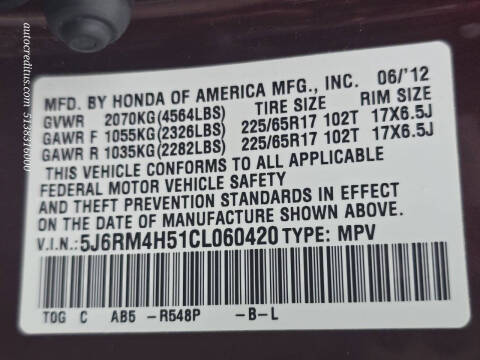 MFD. BY HONDA OF AMERICA MFG., INC. 06/'12
GVWR 2070KG(4564LBS) TIRE SIZE RIM SIZE
GAWR F 1055KG(2326LBS) 225/65R17 102T 17X6.5J
GAWR R 1035KG(2282LBS) 225/65R17 102T 17X6.5J
THIS VEHICLE CONFORMS TO ALL APPLICABLE
FEDERAL MOTOR VEHICLE SAFETY
AND THEFT PREVENTION STANDARDS IN EFFECT
ON THE DATE OF MANUFACTURE SHOWN ABOVE.
V.I.N.: 5J6RM4H51CL060420 TYPE: MPV
TOG C AB5 -R548P -B-L
autocreditus.com 5138316000